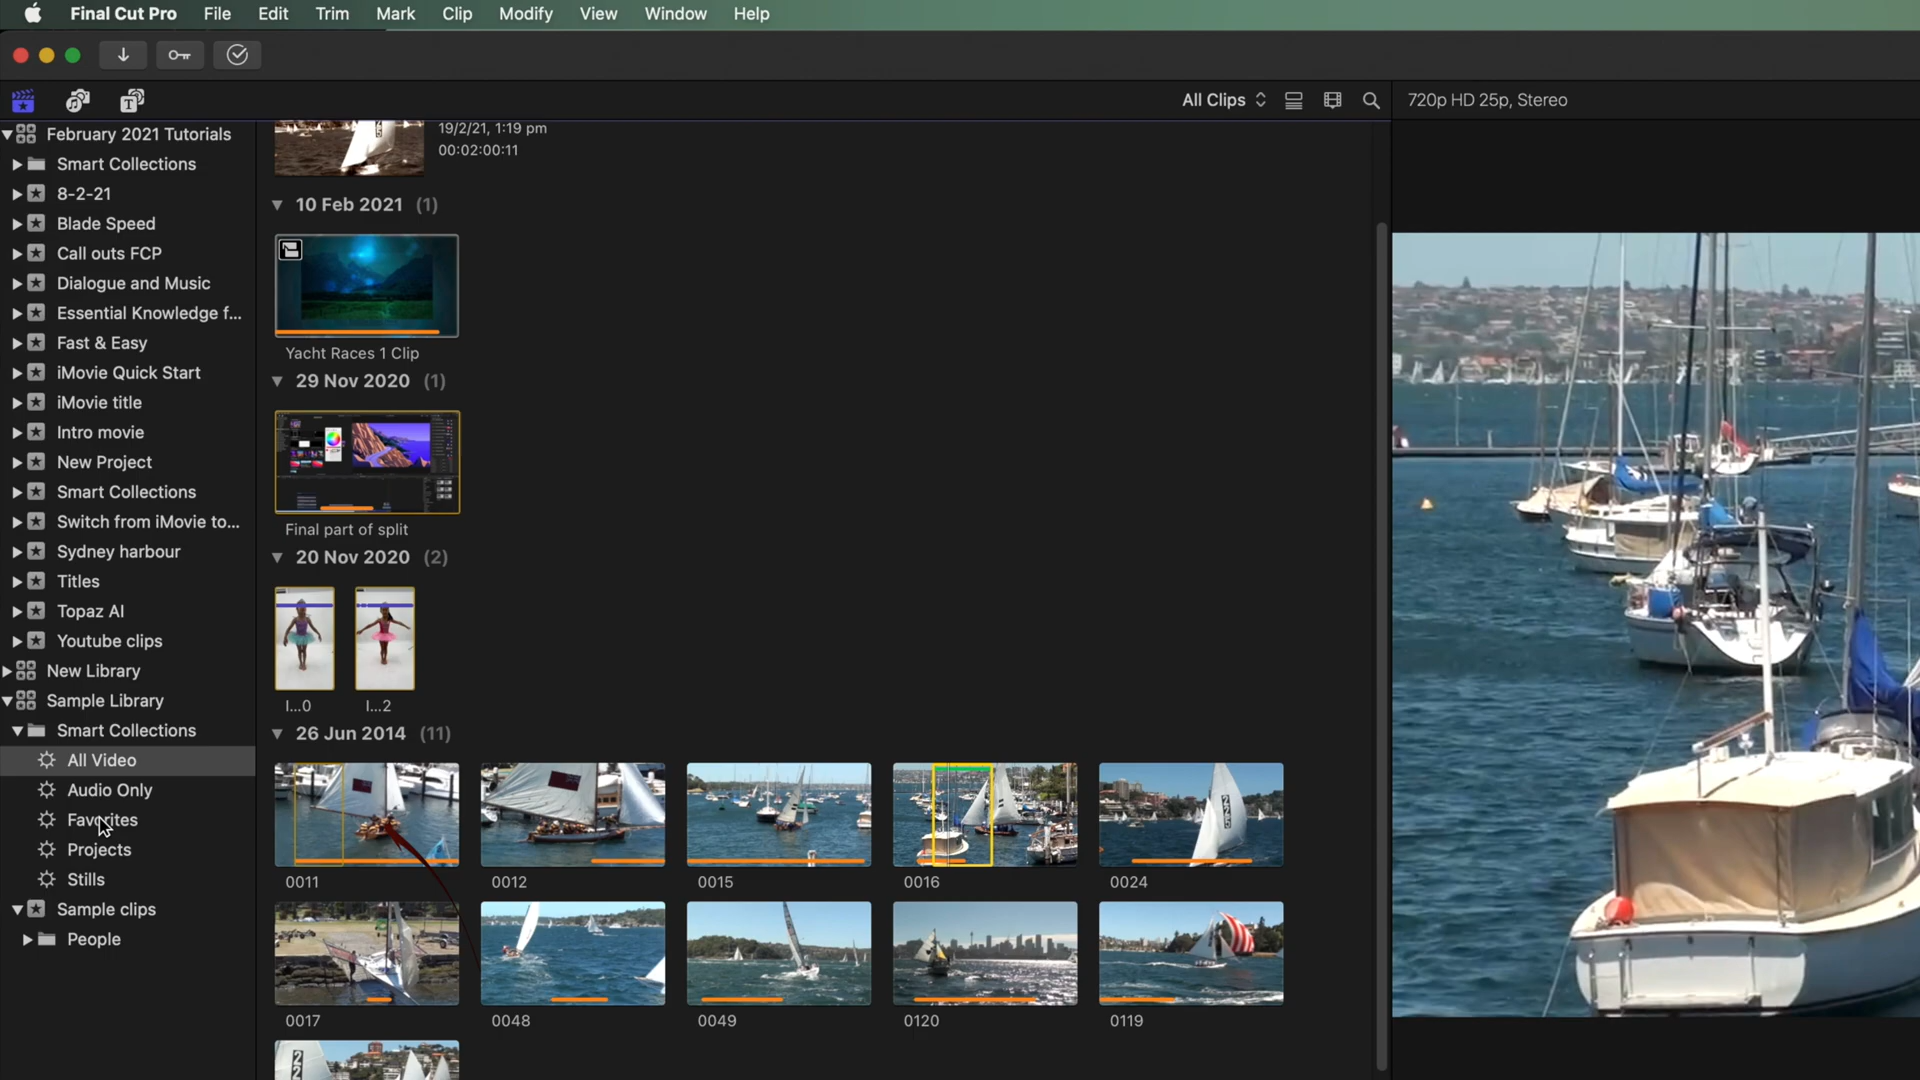 Final Cut Pro File Edit Trim Mark Clip Modify View Window Help
All Clips
720p HD 25p, Stereo
February 2021 Tutorials
Smart Collections
8-2-21
Blade Speed
Call outs FCP
Dialogue and Music
Essential Knowledge f...
Fast & Easy
iMovie Quick Start
iMovie title
Intro movie
New Project
Smart Collections
Switch from iMovie to...
Sydney harbour
Titles
Topaz AI
Youtube clips
New Library
Sample Library
Smart Collections
All Video
Audio Only
Favorites
Projects
Stills
Sample clips
People
19/2/21, 1:19 pm
00:02:00:11
10 Feb 2021 (1)
Yacht Races 1 Clip
29 Nov 2020 (1)
Final part of split
20 Nov 2020 (2)
I...0 I...2
26 Jun 2014 (11)
0011 0012 0015 0016 0024
0017 0048 0049 0120 0119